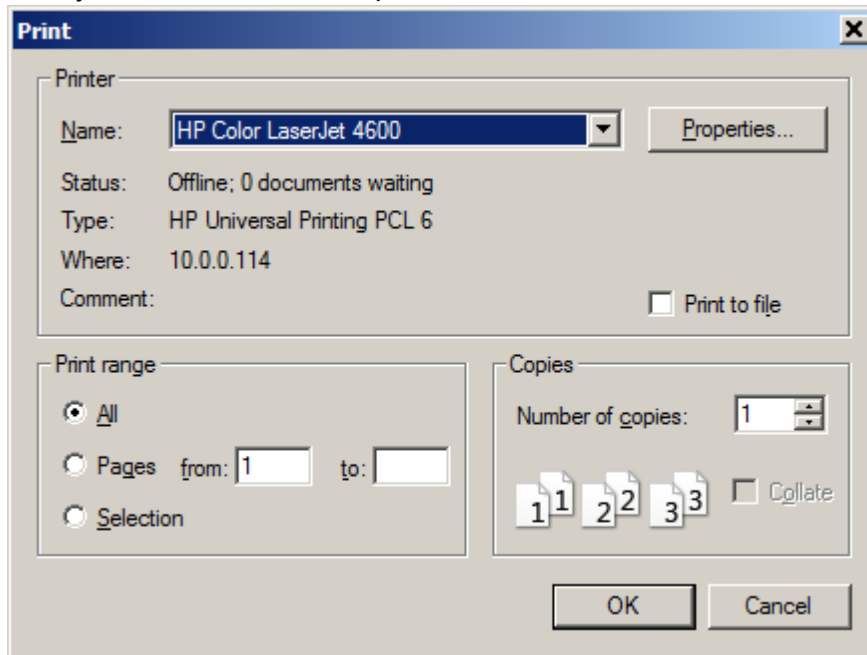 Print
Printer
Name: HP Color LaserJet 4600 Properties...
Status: Offline; 0 documents waiting
Type: HP Universal Printing PCL 6
Where: 10.0.0.114
Comment: Print to file
Print range
All
Pages from: 1 to:
Selection
Copies
Number of copies: 1
1 1 2 2 3 3 Collate
OK Cancel